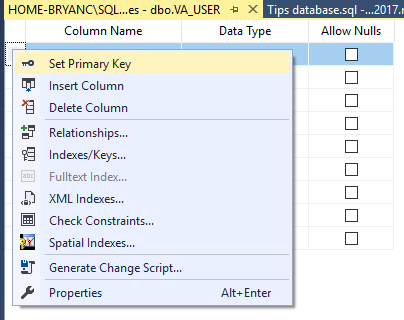 HOME-BRYANC\SQL...es - dbo.VA_USER
Tips database.sql -...2017.
Column Name Data Type Allow Nulls
Set Primary Key
Insert Column
Delete Column
Relationships...
Indexes/Keys...
Fulltext Index...
XML Indexes...
Check Constraints...
Spatial Indexes...
Generate Change Script...
Properties Alt+Enter